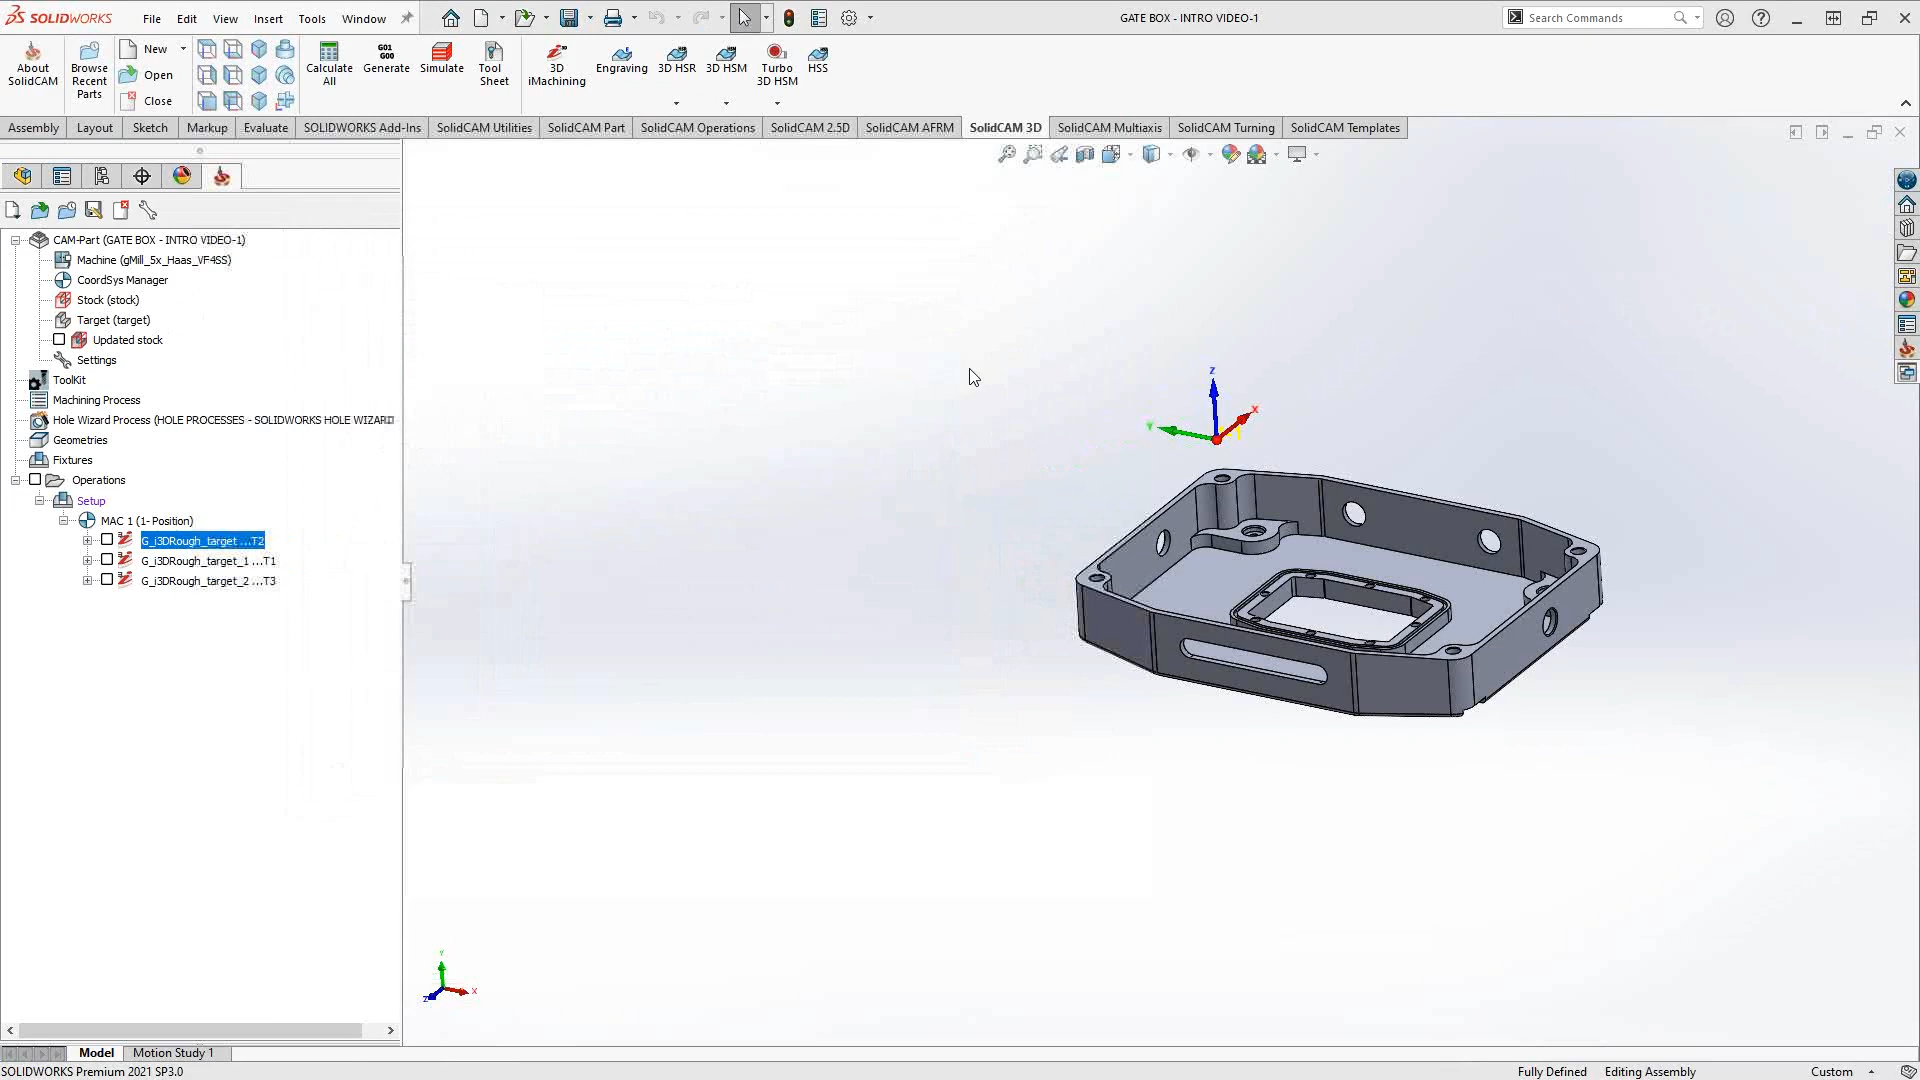 SOLIDWORKS File Edit View Insert Tools Window
GATE BOX - INTRO VIDEO-1
Search Commands
About SolidCAM
Browse Recent Parts
New
Open
Close
Calculate All
G01 G00
Generate
Simulate
Tool Sheet
3D iMachining
Engraving
3D HSR
3D HSM
Turbo 3D HSM
HSS
Assembly Layout Sketch Markup Evaluate SOLIDWORKS Add-Ins SolidCAM Utilities SolidCAM Part SolidCAM Operations SolidCAM 2.5D SolidCAM AFRM SolidCAM 3D SolidCAM Multiaxis SolidCAM Turning SolidCAM Templates
CAM-Part (GATE BOX - INTRO VIDEO-1)
Machine (gMill_5x_Haas_VF4SS)
CoordSys Manager
Stock (stock)
Target (target)
Updated stock
Settings
ToolKit
Machining Process
Hole Wizard Process (HOLE PROCESSES - SOLIDWORKS HOLE WIZARD
Geometries
Fixtures
Operations
Setup
MAC 1 (1- Position)
G_i3DRough_target ...T2
G_i3DRough_target_1 ...T1
G_i3DRough_target_2 ...T3
Z
X
Y
Y
X
Z
Model Motion Study 1
SOLIDWORKS Premium 2021 SP3.0
Fully Defined Editing Assembly Custom